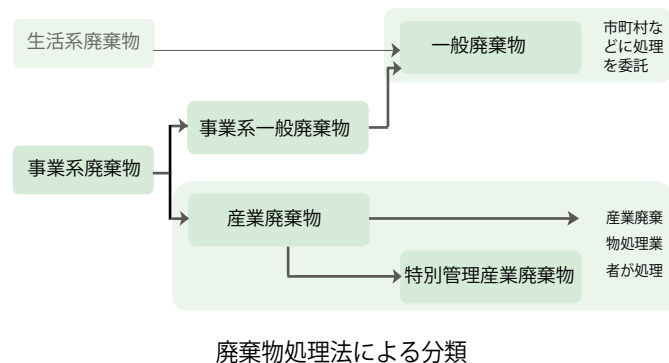 生活系廃棄物
一般廃棄物
市町村な
どに処理
を委託
事業系一般廃棄物
事業系廃棄物
産業廃棄物
産業廃棄
物処理業
者が処理
特別管理産業廃棄物
廃棄物処理法による分類